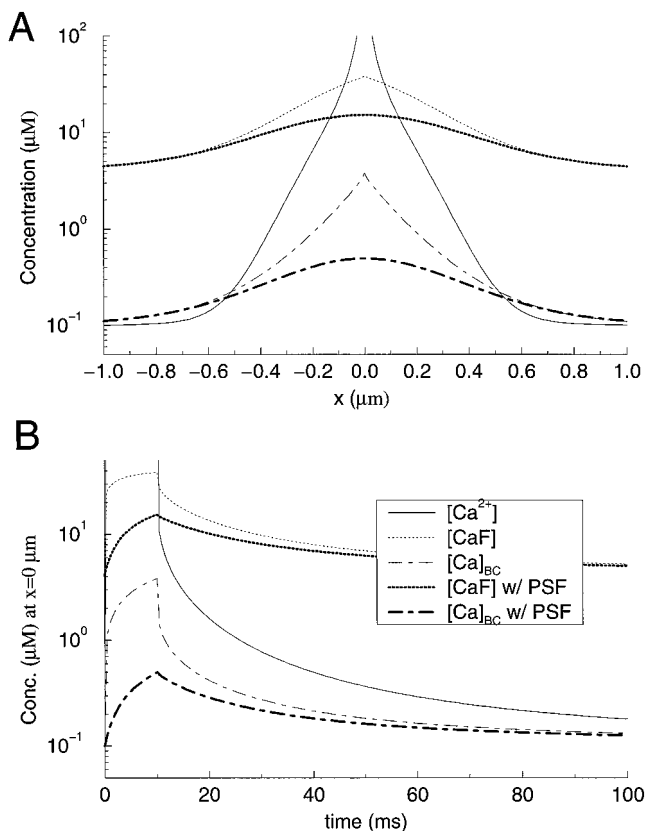 A
10²
10¹
10⁰
10⁻¹
Concentration (μM)
−1.0 −0.8 −0.6 −0.4 −0.2 0.0 0.2 0.4 0.6 0.8 1.0
x (μm)
B
10¹
10⁰
10⁻¹
Conc. (μM) at x=0 μm
[Ca²⁺]
[CaF]
[Ca]BC
[CaF] w/ PSF
[Ca]BC w/ PSF
0 20 40 60 80 100
time (ms)